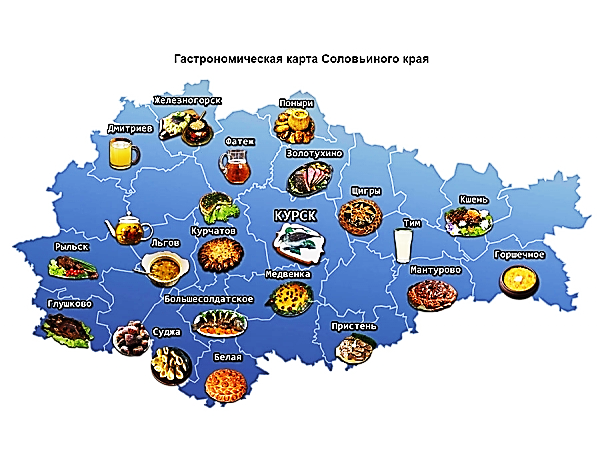 Гастрономическая карта Соловьиного края
Железногорск
Поныри
Дмитриев
Фатеж
Золотухино
Щигры
Кшень
КУРСК
Тим
Курчатов
Рыльск
Льгов
Горшечное
Медвенка
Мантурово
Глушково
Большесолдатское
Пристень
Суджа
Белая